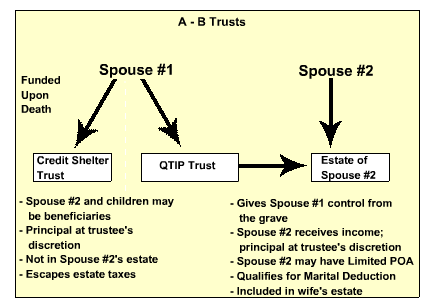 A - B Trusts
Spouse #1
Spouse #2
Funded
Upon
Death
Credit Shelter
Trust
QTIP Trust
Estate of
Spouse #2
- Spouse #2 and children may
be beneficiaries
- Principal at trustee's
discretion
- Not in Spouse #2's estate
- Escapes estate taxes
- Gives Spouse #1 control from
the grave
- Spouse #2 receives income;
principal at trustee's discretion
- Spouse #2 may have Limited POA
- Qualifies for Marital Deduction
- Included in wife's estate